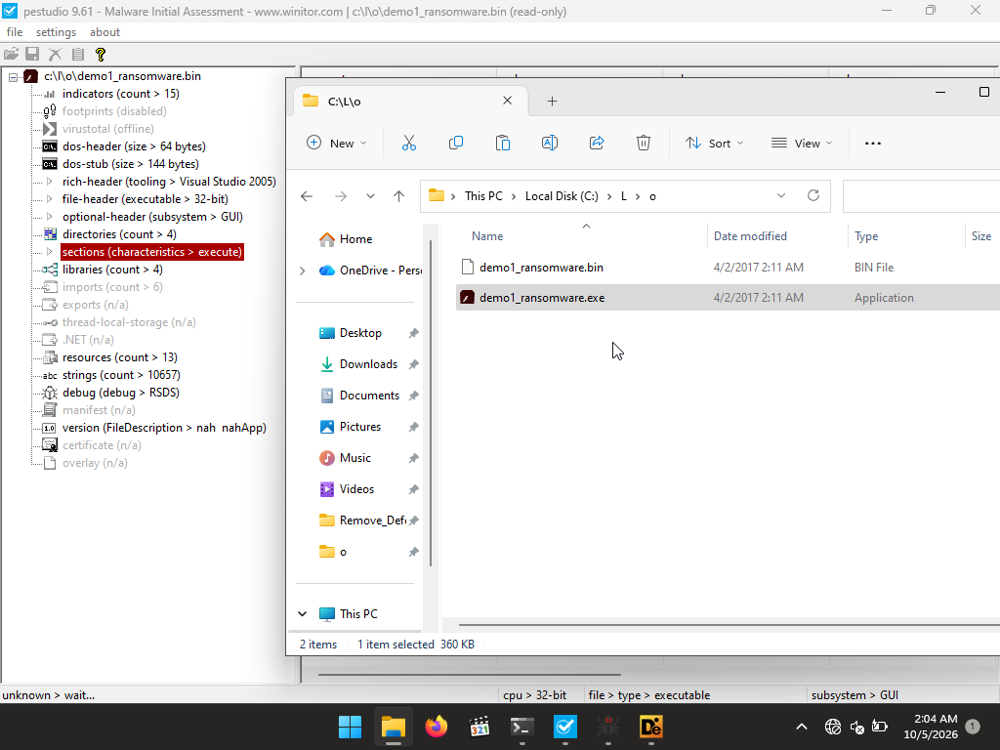 pestudio 9.61 - Malware Initial Assessment - www.winitor.com | c:\l\o\demo1_ransomware.bin (read-only)
file settings about
c:\l\o\demo1_ransomware.bin
indicators (count > 15)
footprints (disabled)
virustotal (offline)
dos-header (size > 64 bytes)
dos-stub (size > 144 bytes)
rich-header (tooling > Visual Studio 2005)
file-header (executable > 32-bit)
optional-header (subsystem > GUI)
directories (count > 4)
sections (characteristics > execute)
libraries (count > 4)
imports (count > 6)
exports (n/a)
thread-local-storage (n/a)
.NET (n/a)
resources (count > 13)
abc strings (count > 10657)
debug (debug > RSDS)
manifest (n/a)
1.0 version (FileDescription > nah nahApp)
certificate (n/a)
overlay (n/a)
C:\L\o
New Sort View
This PC > Local Disk (C:) > L > o
Name Date modified Type Size
demo1_ransomware.bin 4/2/2017 2:11 AM BIN File
demo1_ransomware.exe 4/2/2017 2:11 AM Application
Home
OneDrive - Pers
Desktop
Downloads
Documents
Pictures
Music
Videos
Remove_Def
o
This PC
2 items 1 item selected 360 KB
unknown > wait... cpu > 32-bit file > type > executable subsystem > GUI
321 De 2:04 AM 1
10/5/2026